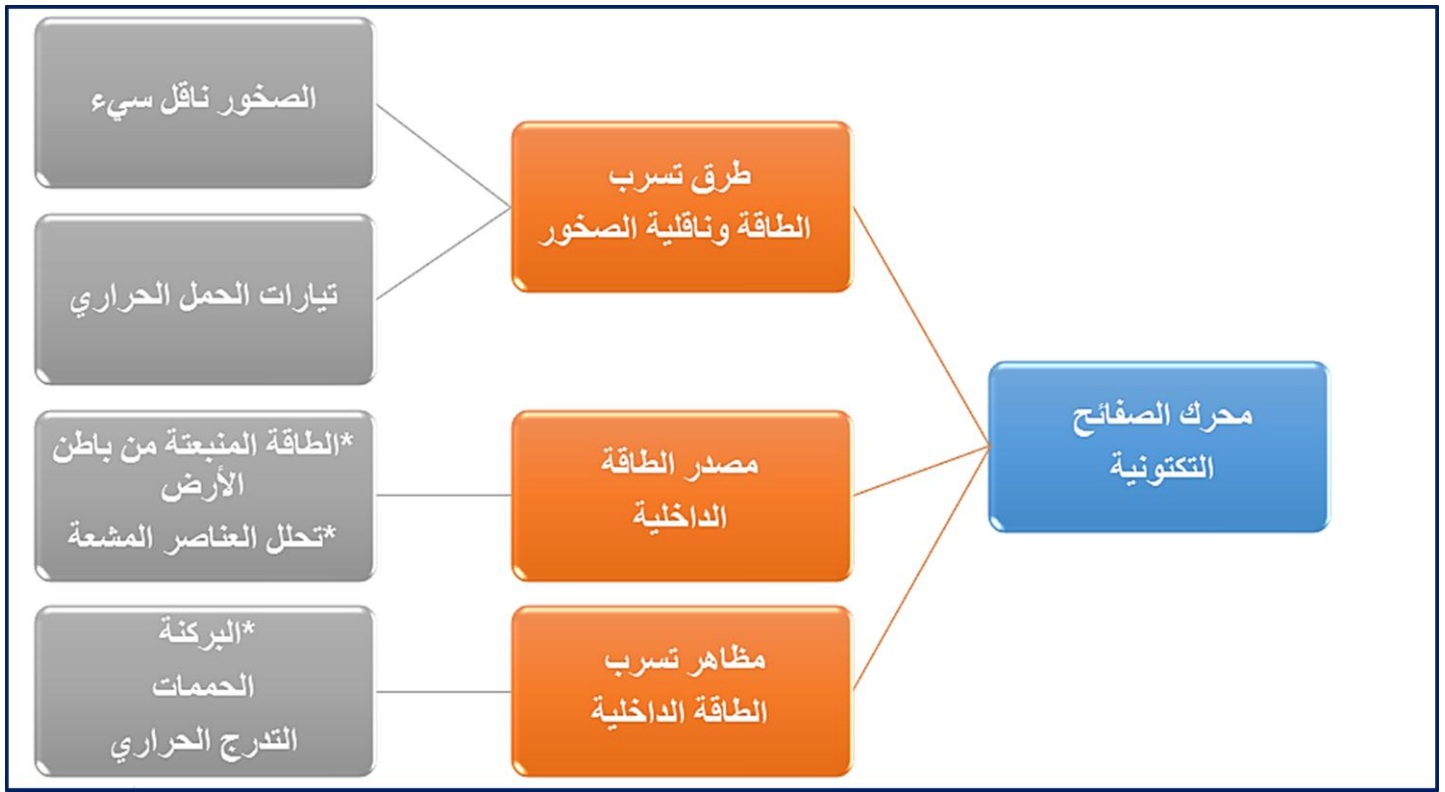 محرك الصفائح
التكتونية
طرق تسرب
الطاقة وناقلية الصخور
الصخور ناقل سيء
تيارات الحمل الحراري
مصدر الطاقة
الداخلية
*الطاقة المنبعتة من باطن
الأرض
*تحلل العناصر المشعة
مظاهر تسرب
الطاقة الداخلية
*البركنة
الحممات
التدرج الحراري